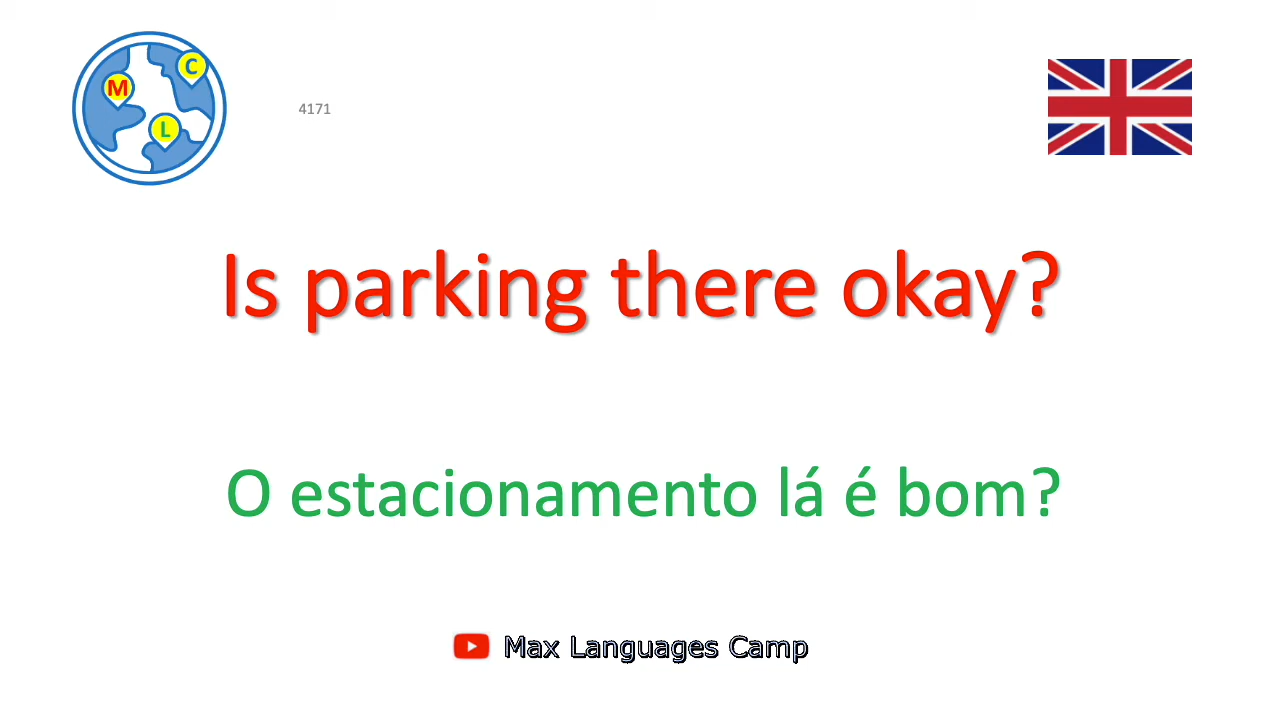 M
C
L
4171
Is parking there okay?
O estacionamento lá é bom?
Max Languages Camp